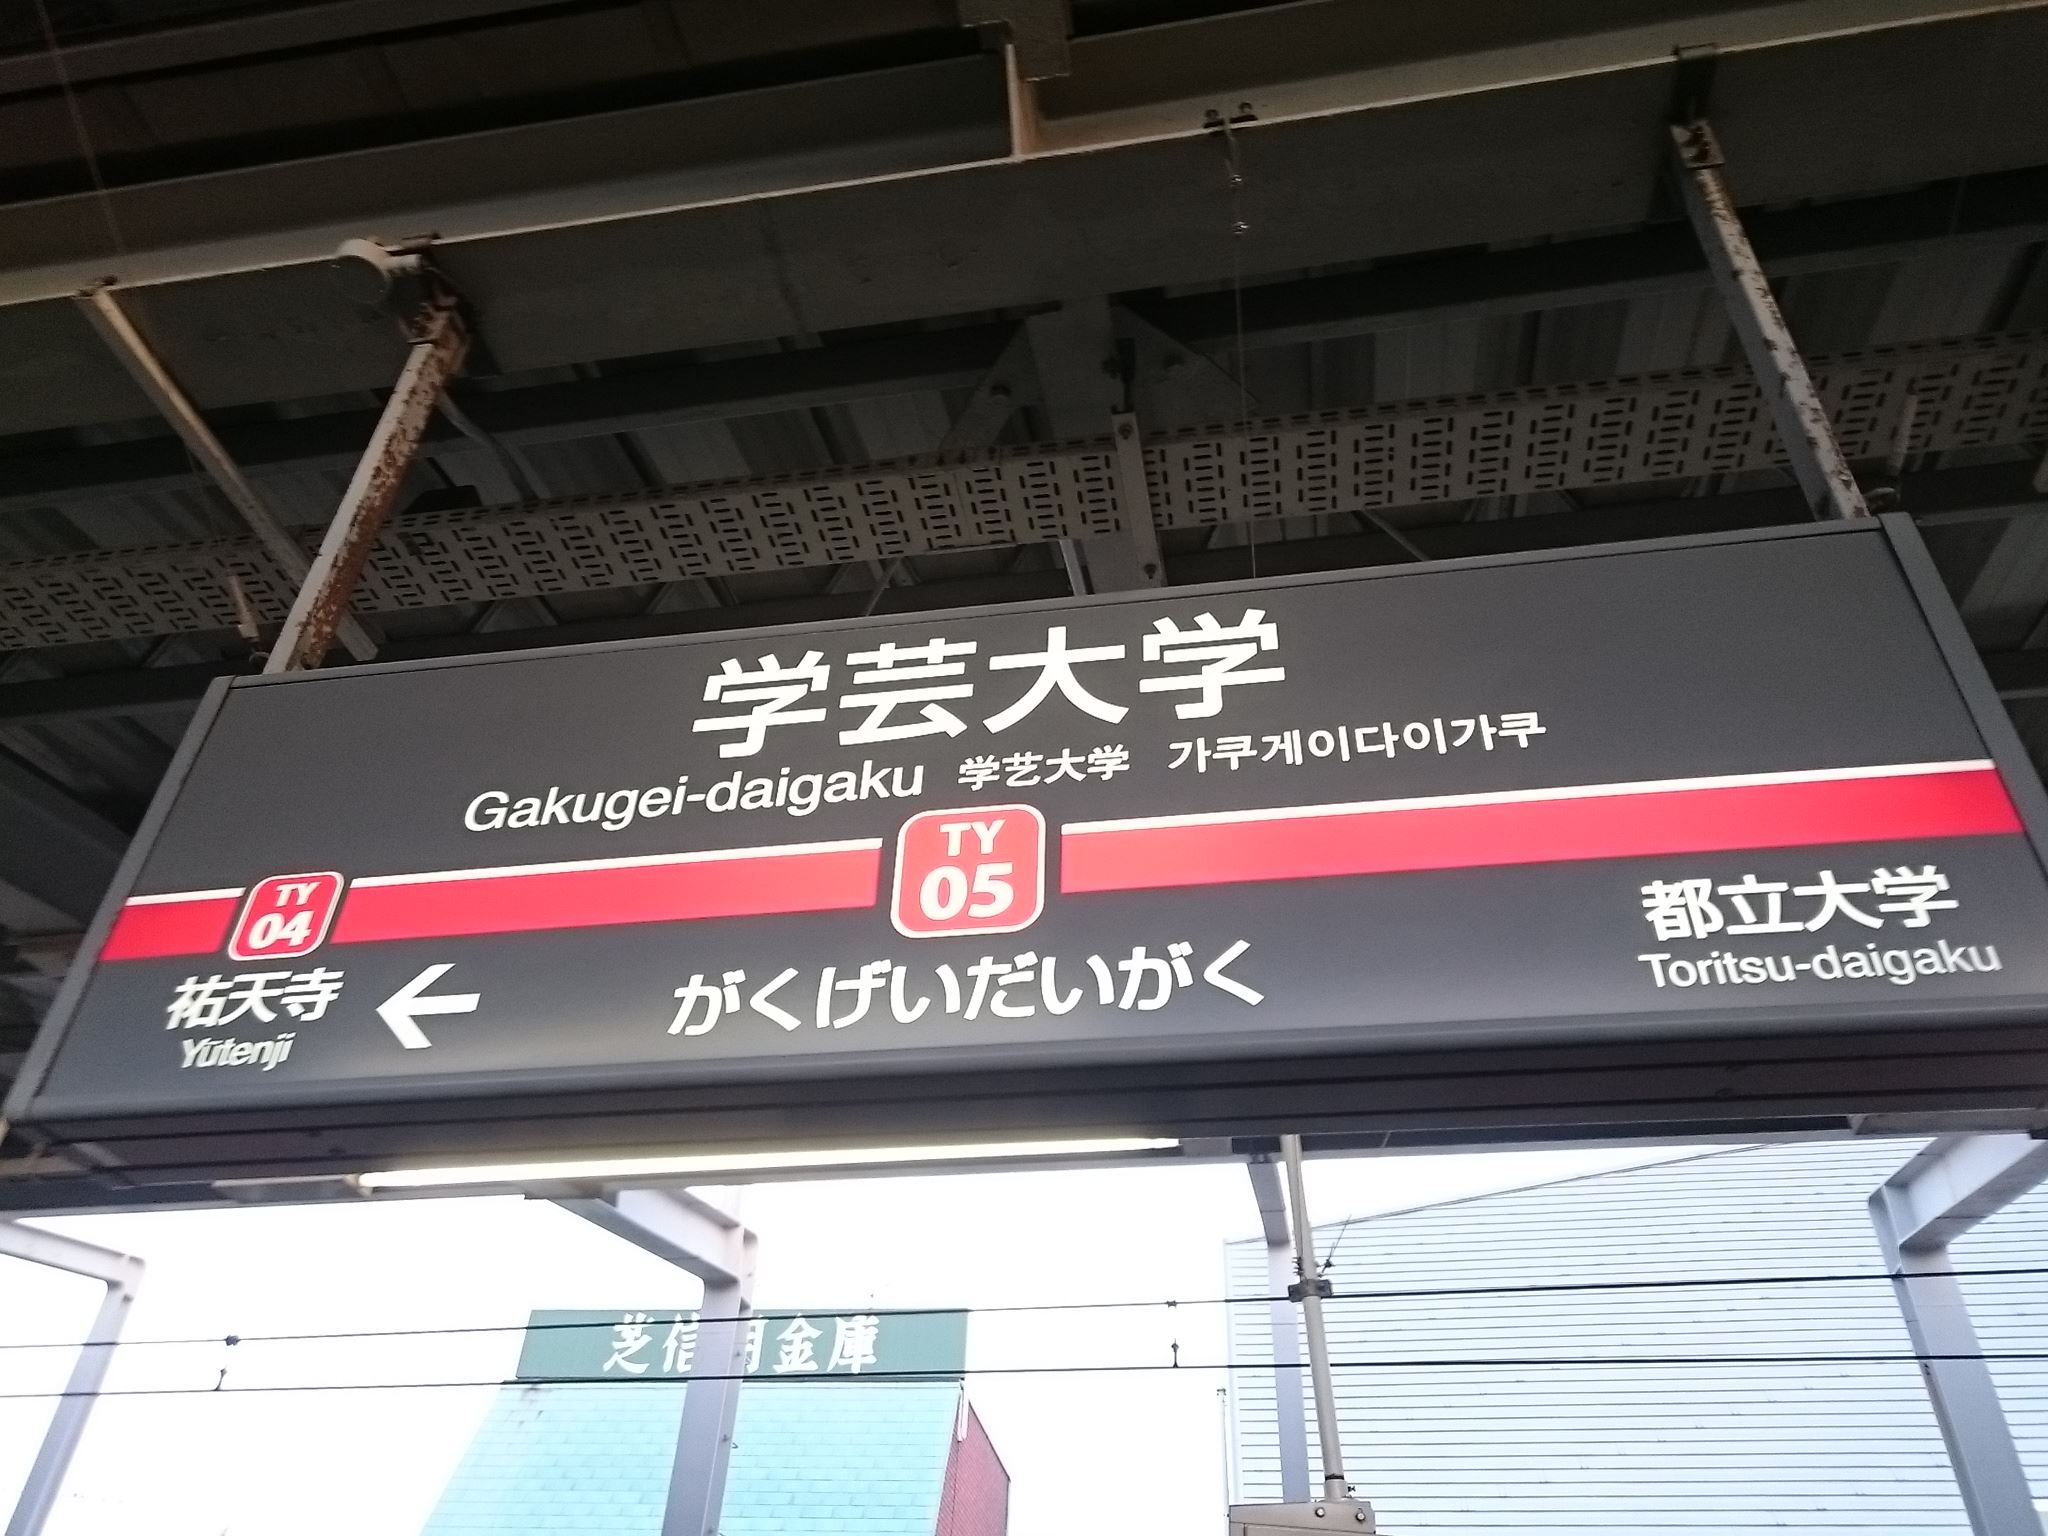 学芸大学
Gakugei-daigaku 学艺大学 가쿠게이다이가쿠
TY
04
TY
05
祐天寺
Yūtenji
がくげいだいがく
都立大学
Toritsu-daigaku
芝信用金庫